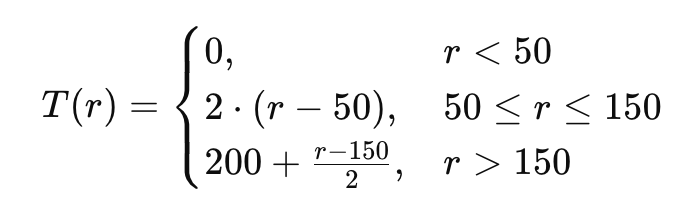 T(r) = { 0, r < 50
2 · (r − 50), 50 ≤ r ≤ 150
200 + (r−150)/2, r > 150